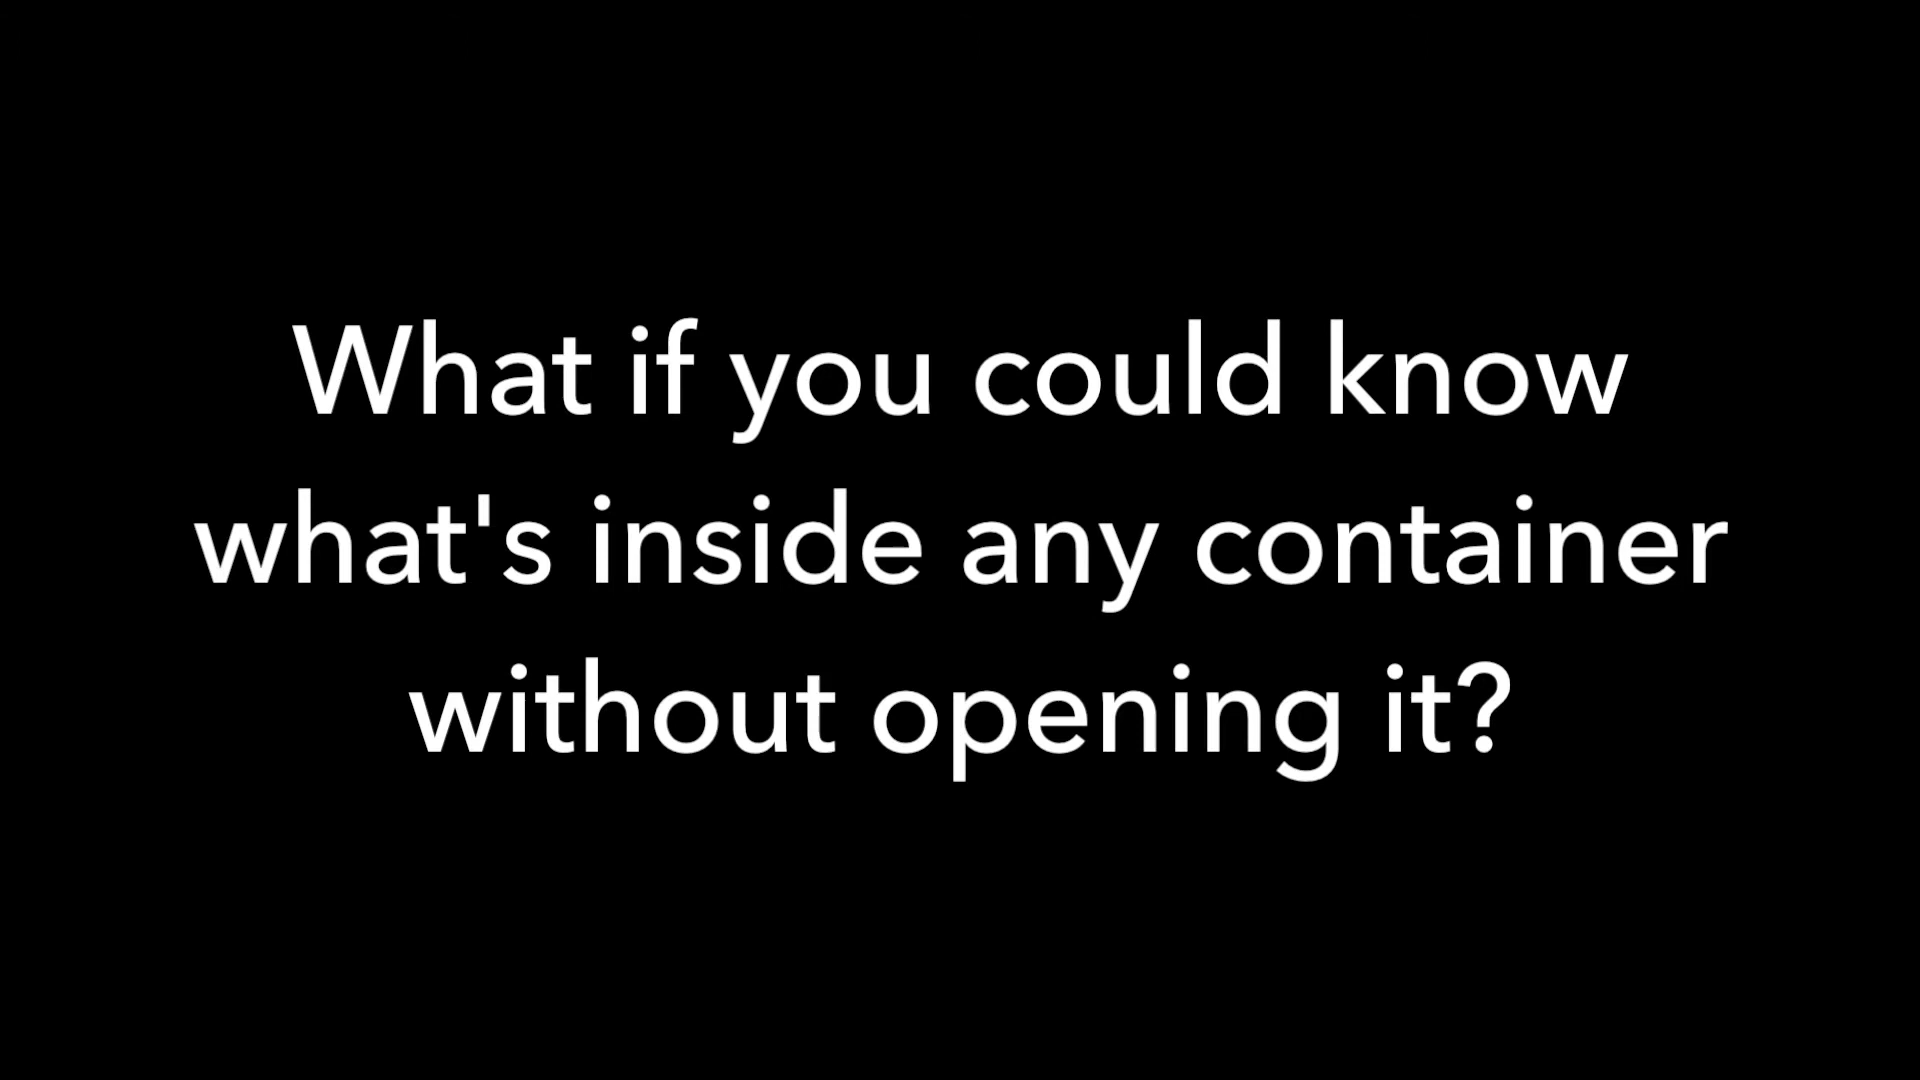 What if you could know
what's inside any container
without opening it?